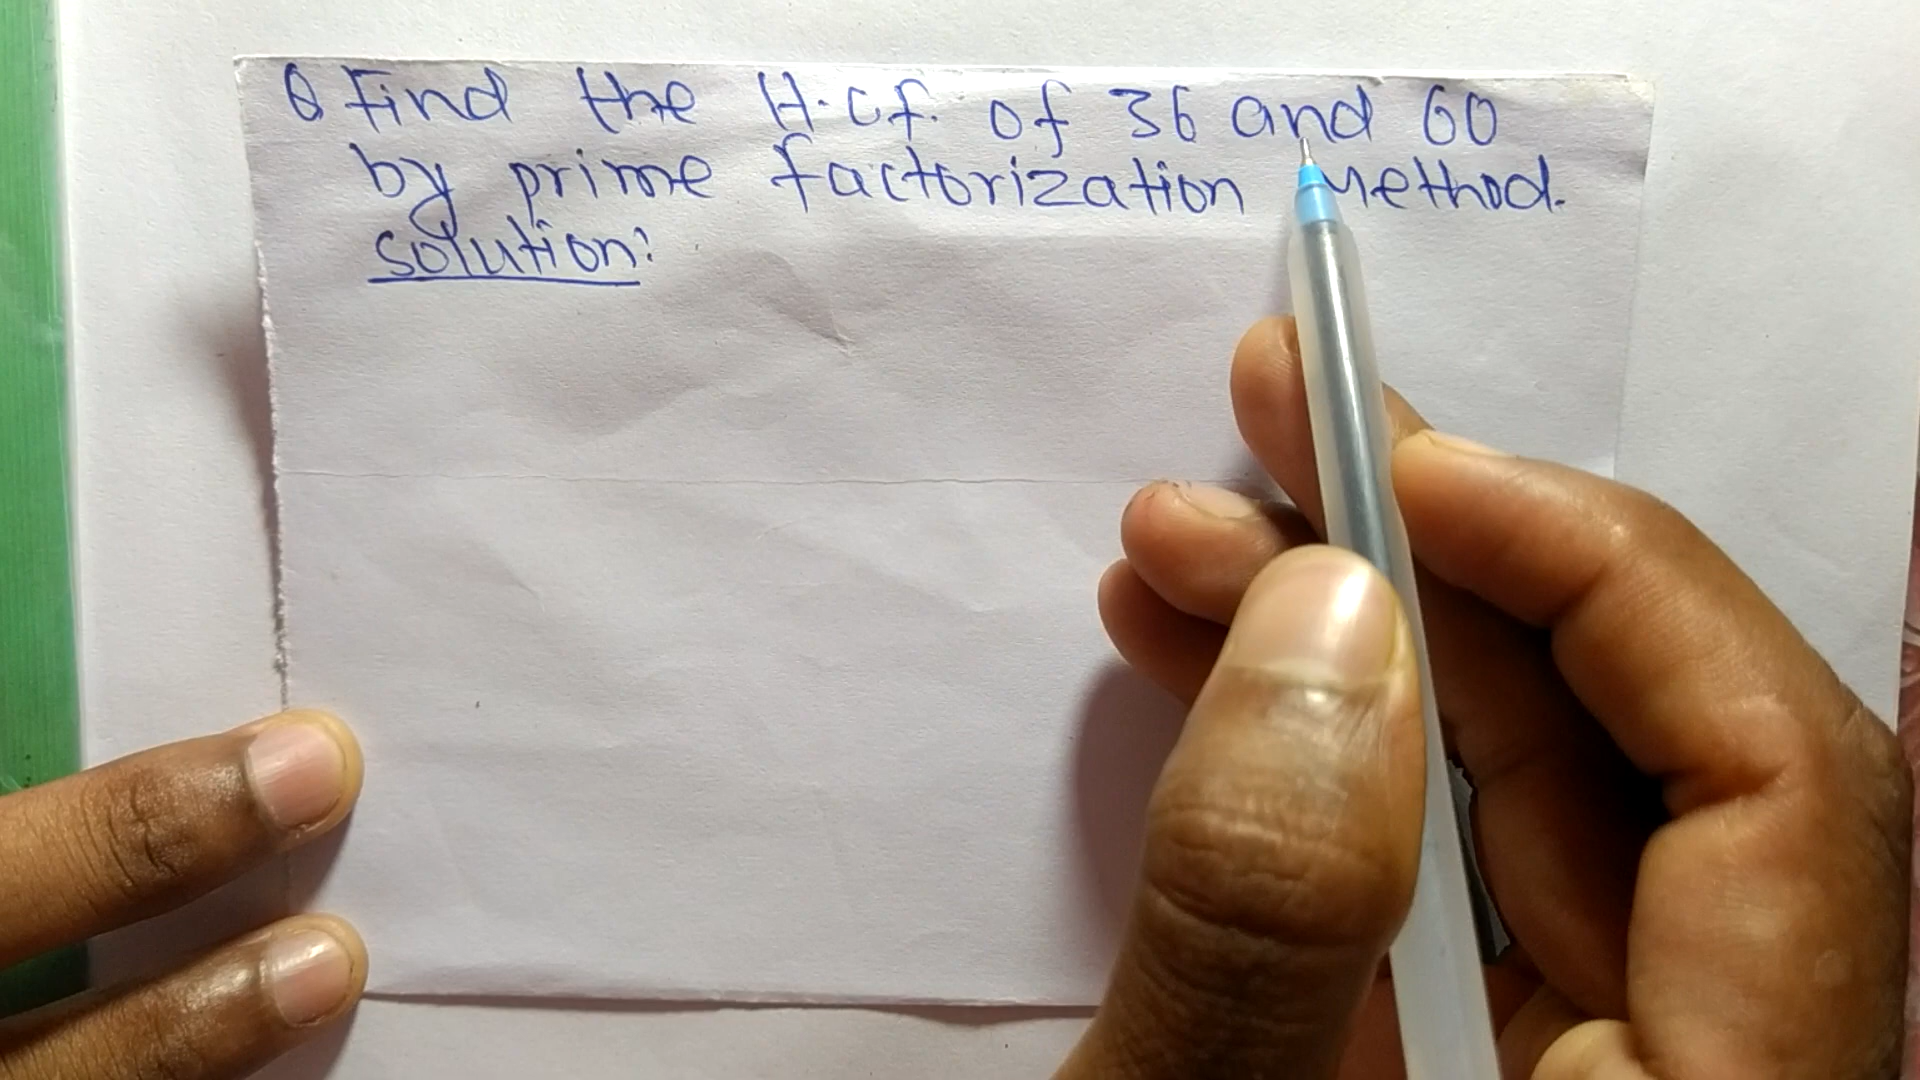 Q Find the H.C.f. of 36 and 60
by prime factorization Method.
solution: